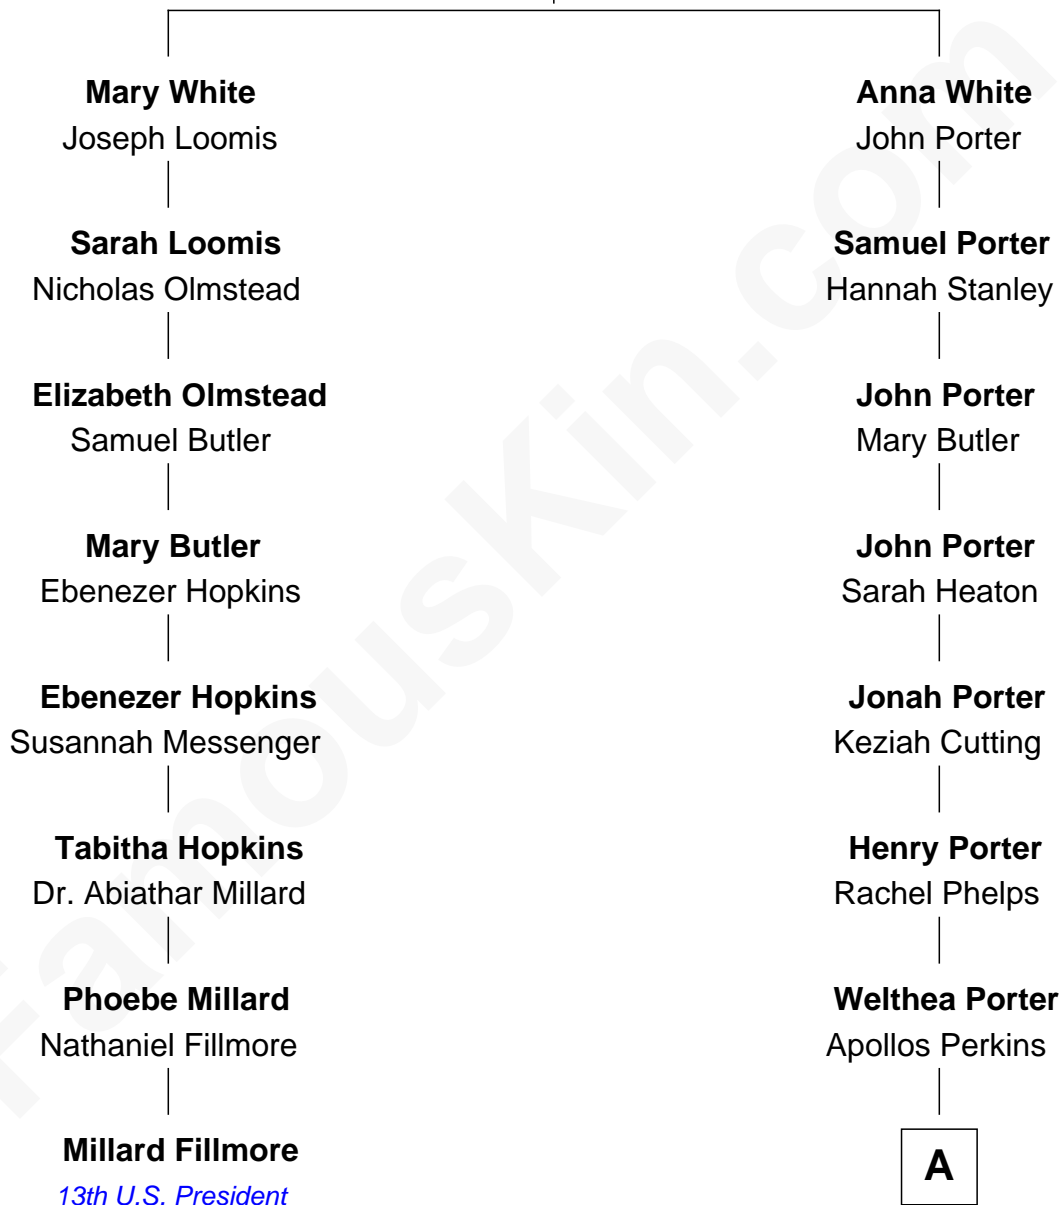 Mary White
Joseph Loomis
Sarah Loomis
Nicholas Olmstead
Elizabeth Olmstead
Samuel Butler
Mary Butler
Ebenezer Hopkins
Ebenezer Hopkins
Susannah Messenger
Tabitha Hopkins
Dr. Abiathar Millard
Phoebe Millard
Nathaniel Fillmore
Millard Fillmore
13th U.S. President
Anna White
John Porter
Samuel Porter
Hannah Stanley
John Porter
Mary Butler
John Porter
Sarah Heaton
Jonah Porter
Keziah Cutting
Henry Porter
Rachel Phelps
Welthea Porter
Apollos Perkins
A
FamousKin.com